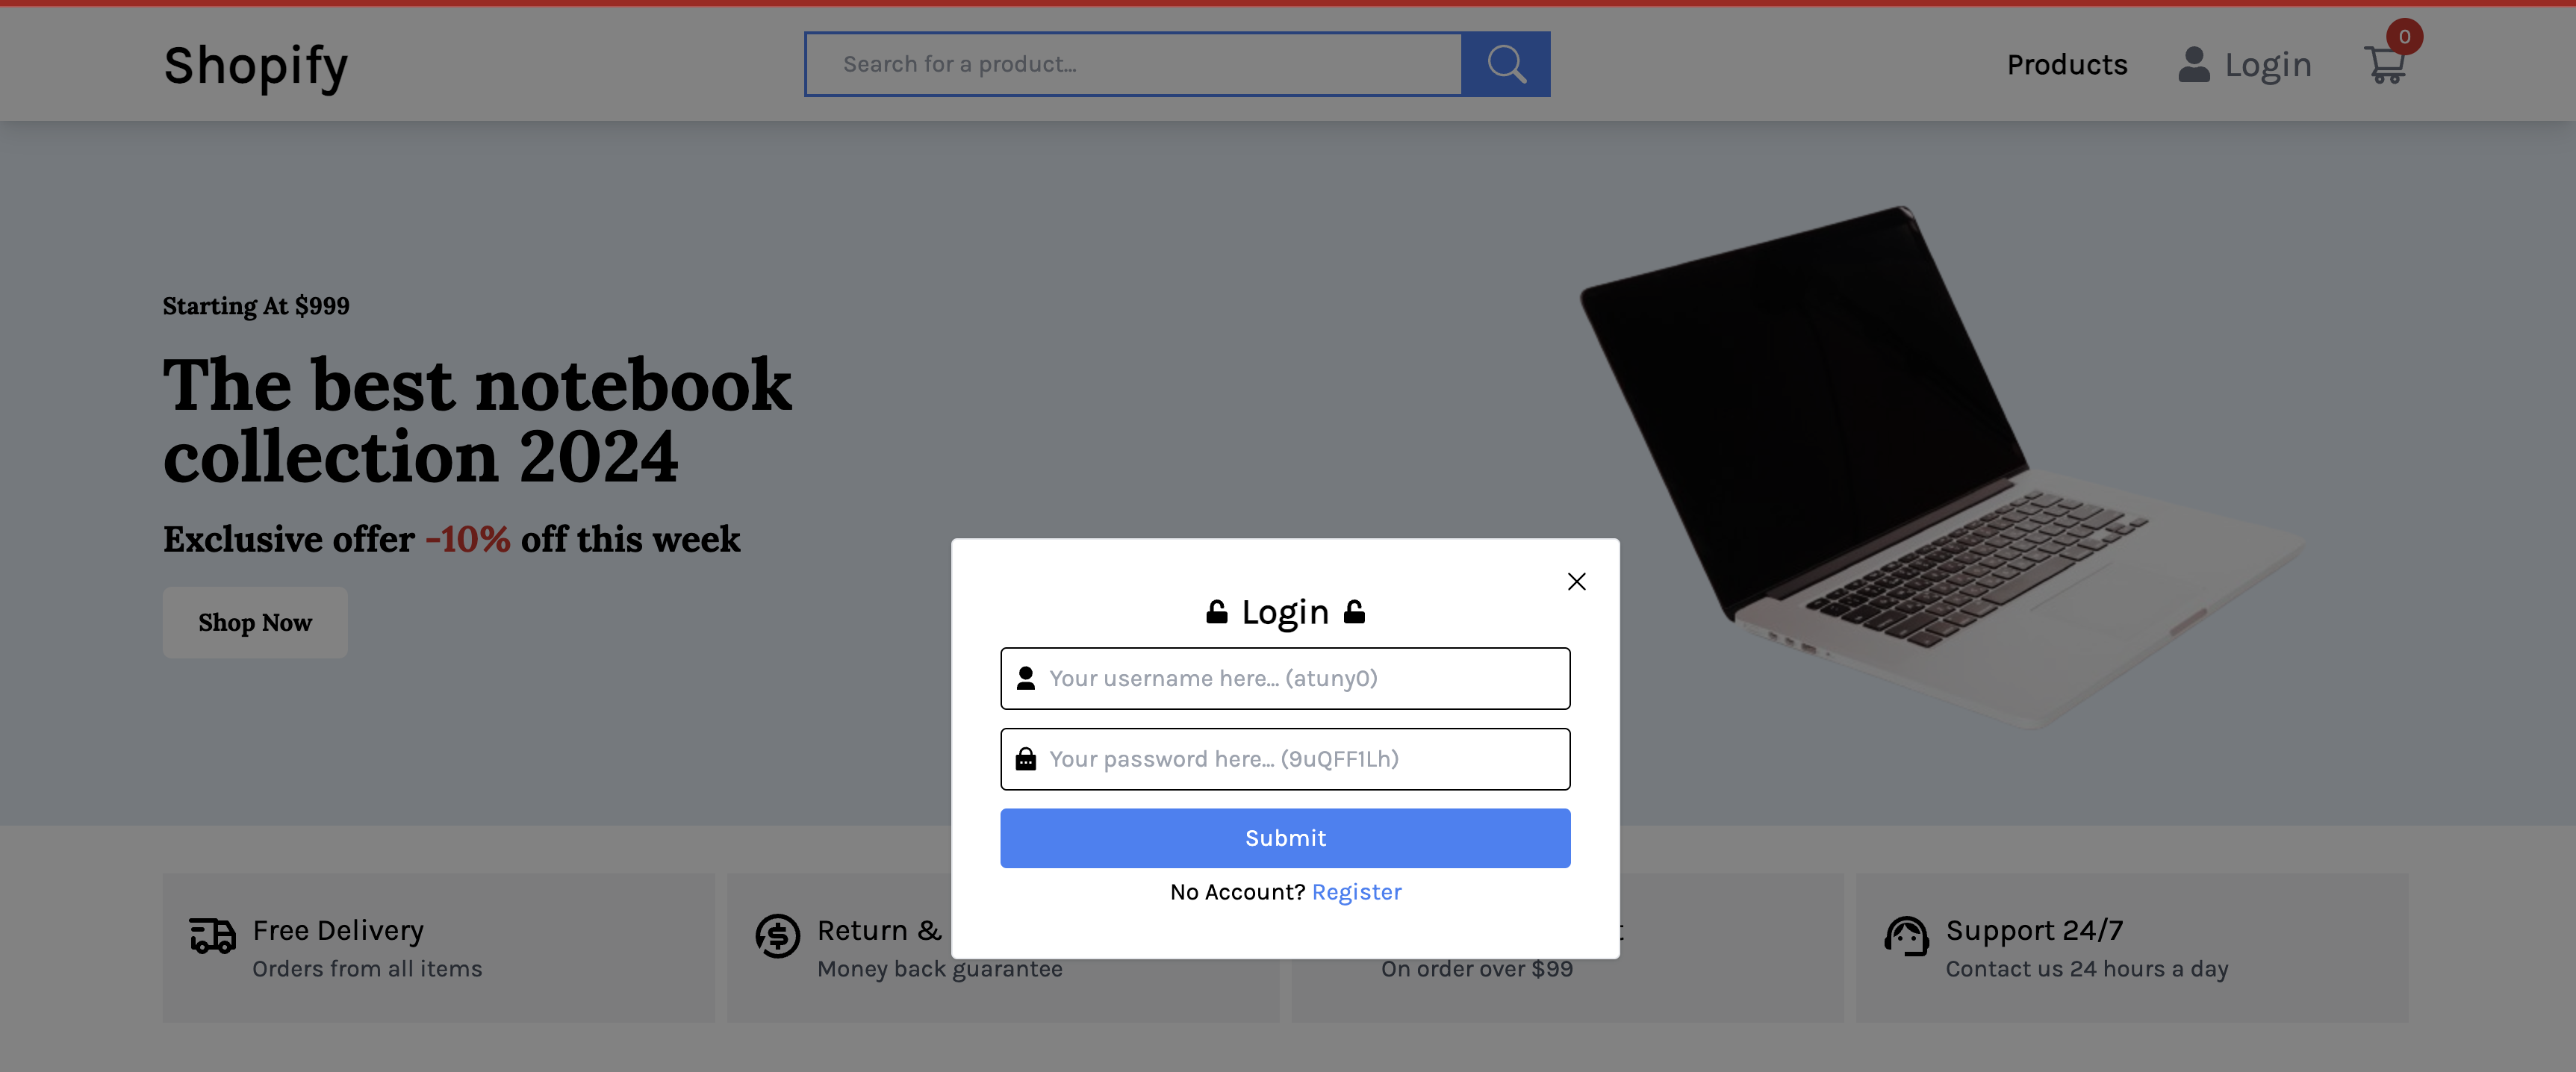 Shopify
Search for a product...
Products
Login
0
Starting At $999
The best notebook
collection 2024
Exclusive offer -10% off this week
Shop Now
Login
Your username here... (atuny0)
Your password here... (9uQFF1Lh)
Submit
No Account? Register
Free Delivery
Orders from all items
Return &
Money back guarantee
On order over $99
Support 24/7
Contact us 24 hours a day